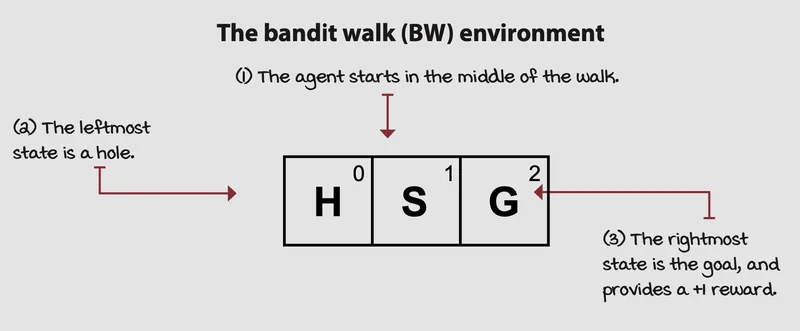 The bandit walk (BW) environment
(1) The agent starts in the middle of the walk.
(2) The leftmost
state is a hole.
H 0 S 1 G 2
(3) The rightmost
state is the goal, and
provides a +1 reward.